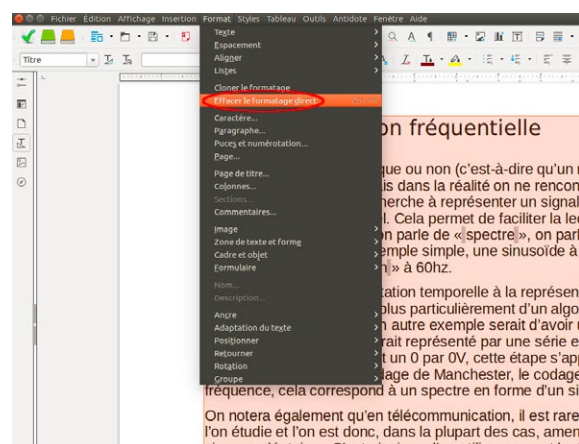 Fichier Édition Affichage Insertion Format Styles Tableau Outils Antidote Fenêtre Aide
Titre
Texte
Espacement
Aligner
Listes
Cloner le formatage
Effacer le formatage direct
Caractère...
Paragraphe...
Puces et numérotation...
Page...
Page de titre...
Colonnes...
Sections...
Commentaires...
Image
Zone de texte et forme
Cadre et objet
Formulaire
Nom...
Description...
Ancre
Adaptation du texte
Positionner
Retourner
Rotation
Groupe
on fréquentielle
que ou non (c'est-à-dire qu'un
is dans la réalité on ne rencon
herche à représenter un signal
l. Cela permet de faciliter la le
n parle de « spectre », on parl
emple simple, une sinusoïde à
» à 60hz.
tation temporelle à la représen
plus particulièrement d'un algo
n autre exemple serait d'avoir
rait représenté par une série e
t un 0 par 0V, cette étape s'ap
dage de Manchester, le codage
fréquence, cela correspond à un spectre en forme d'un si
On notera également qu'en télécommunication, il est rare
l'on étudie et l'on est donc, dans la plupart des cas, amen